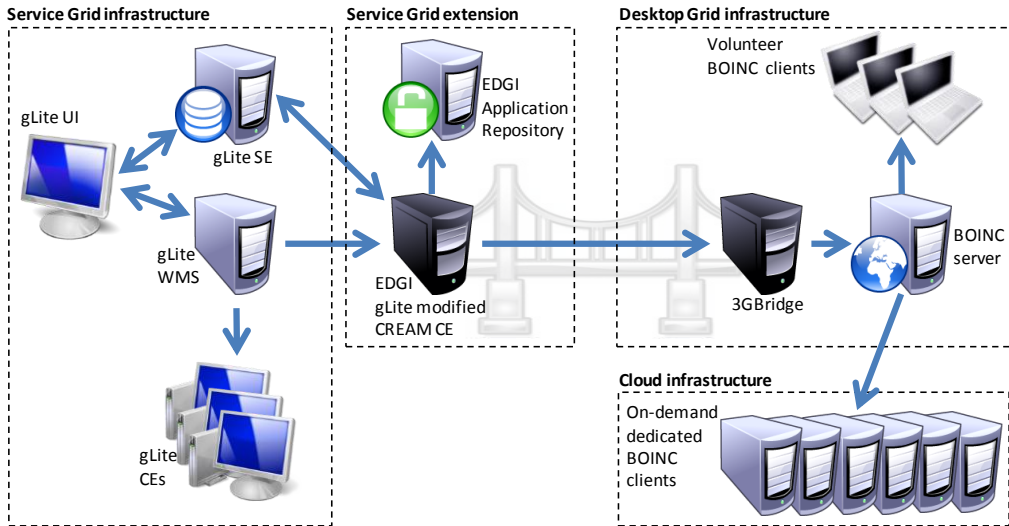 Service Grid infrastructure
Service Grid extension
Desktop Grid infrastructure
gLite UI
gLite SE
gLite
WMS
gLite
CEs
EDGI
Application
Repository
EDGI
gLite modified
CREAM CE
Volunteer
BOINC clients
3GBridge
BOINC
server
Cloud infrastructure
On-demand
dedicated
BOINC
clients